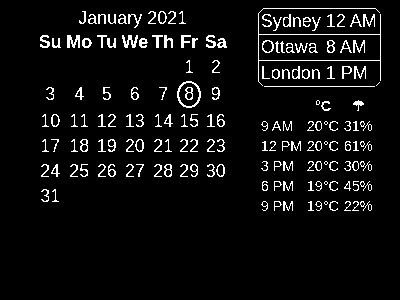 January 2021
Su Mo Tu We Th Fr Sa
1 2
3 4 5 6 7 8 9
10 11 12 13 14 15 16
17 18 19 20 21 22 23
24 25 26 27 28 29 30
31
Sydney 12 AM
Ottawa 8 AM
London 1 PM
°C
9 AM 20°C 31%
12 PM 20°C 61%
3 PM 20°C 30%
6 PM 19°C 45%
9 PM 19°C 22%